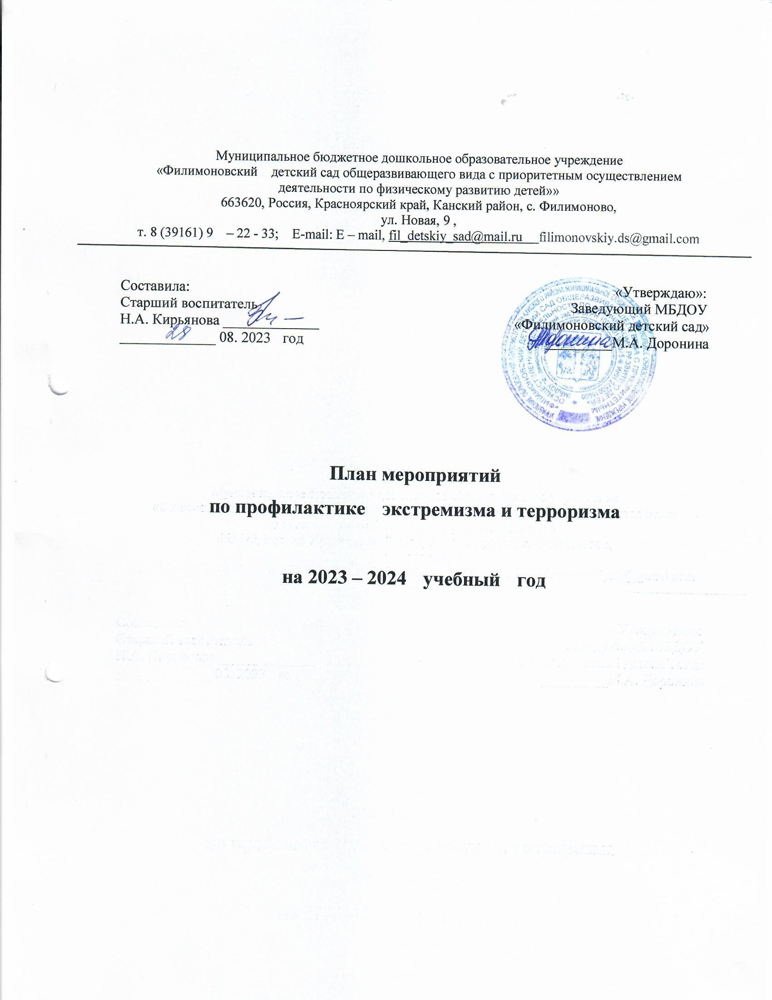 Муниципальное бюджетное дошкольное образовательное учреждение
«Филимоновский детский сад общеразвивающего вида с приоритетным осуществлением
деятельности по физическому развитию детей»»
663620, Россия, Красноярский край, Канский район, с. Филимоново,
ул. Новая, 9 ,
т. 8 (39161) 9 – 22 - 33; E-mail: E – mail, fil_detskiy_sad@mail.ru filimonovskiy.ds@gmail.com
Составила:
Старший воспитатель
Н.А. Кирьянова
28 08. 2023 год
«Утверждаю»:
Заведующий МБДОУ
«Филимоновский детский сад»
М.А. Доронина
План мероприятий
по профилактике экстремизма и терроризма
на 2023 – 2024 учебный год